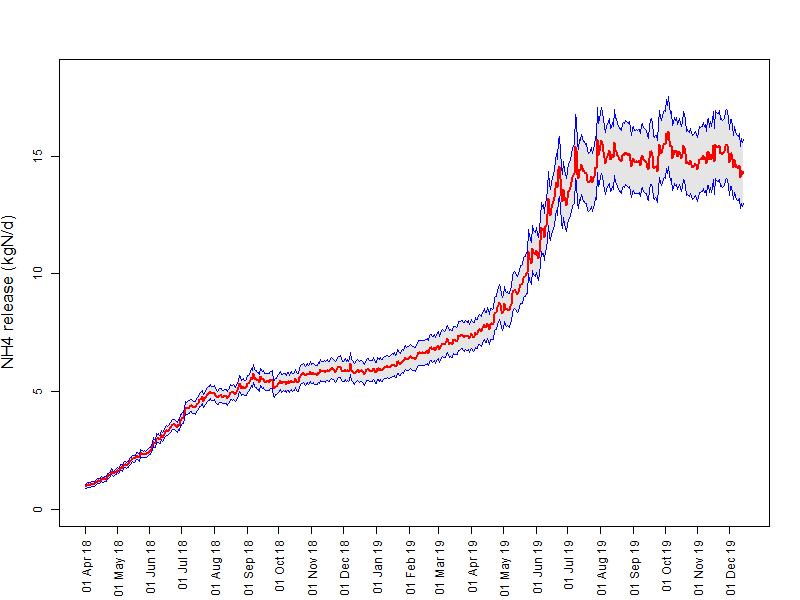 NH4 release (kgN/d)
15
10
5
0
01 Apr 18
01 May 18
01 Jun 18
01 Jul 18
01 Aug 18
01 Sep 18
01 Oct 18
01 Nov 18
01 Dec 18
01 Jan 19
01 Feb 19
01 Mar 19
01 Apr 19
01 May 19
01 Jun 19
01 Jul 19
01 Aug 19
01 Sep 19
01 Oct 19
01 Nov 19
01 Dec 19